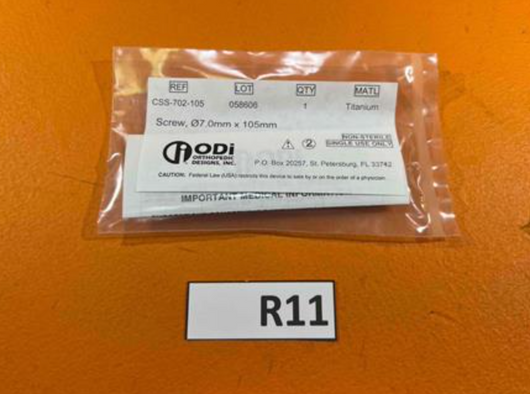 REF LOT QTY MATL
CSS-702-105 058606 1 Titanium
Screw, Ø7.0mm x 105mm
ODi
ORTHOPEDIC
DESIGNS, INC.
2
NON-STERILE
SINGLE USE ONLY
P.O. Box 20257, St. Petersburg, FL 33742
CAUTION: Federal Law (USA) restricts this device to sale by or on the order of a physician.
IMPORTANT MEDICAL INFORMATION
R11